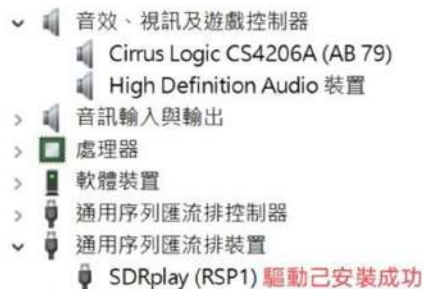 音效、視訊及遊戲控制器
Cirrus Logic CS4206A (AB 79)
High Definition Audio 裝置
音訊輸入與輸出
處理器
軟體裝置
通用序列匯流排控制器
通用序列匯流排裝置
SDRplay (RSP1) 驅動己安裝成功